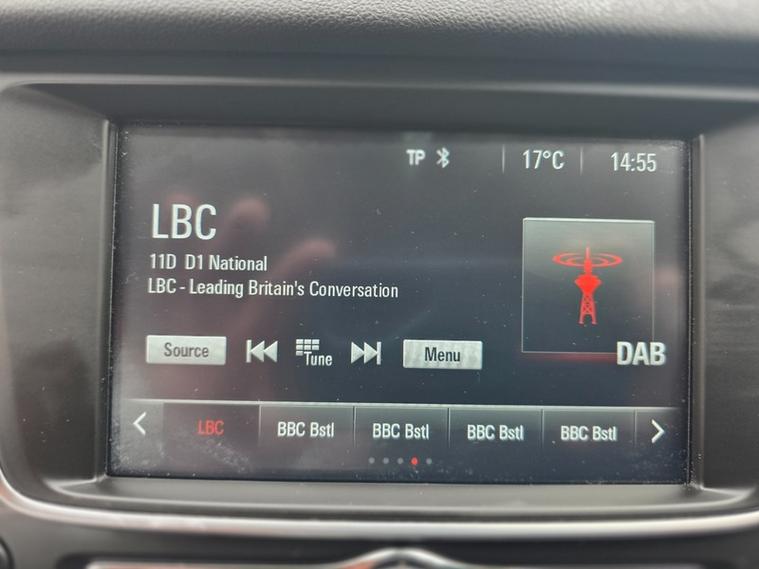 TP 17°C 14:55
LBC
11D D1 National
LBC - Leading Britain's Conversation
DAB
Source Tune Menu
LBC BBC Bstl BBC Bstl BBC Bstl BBC Bstl